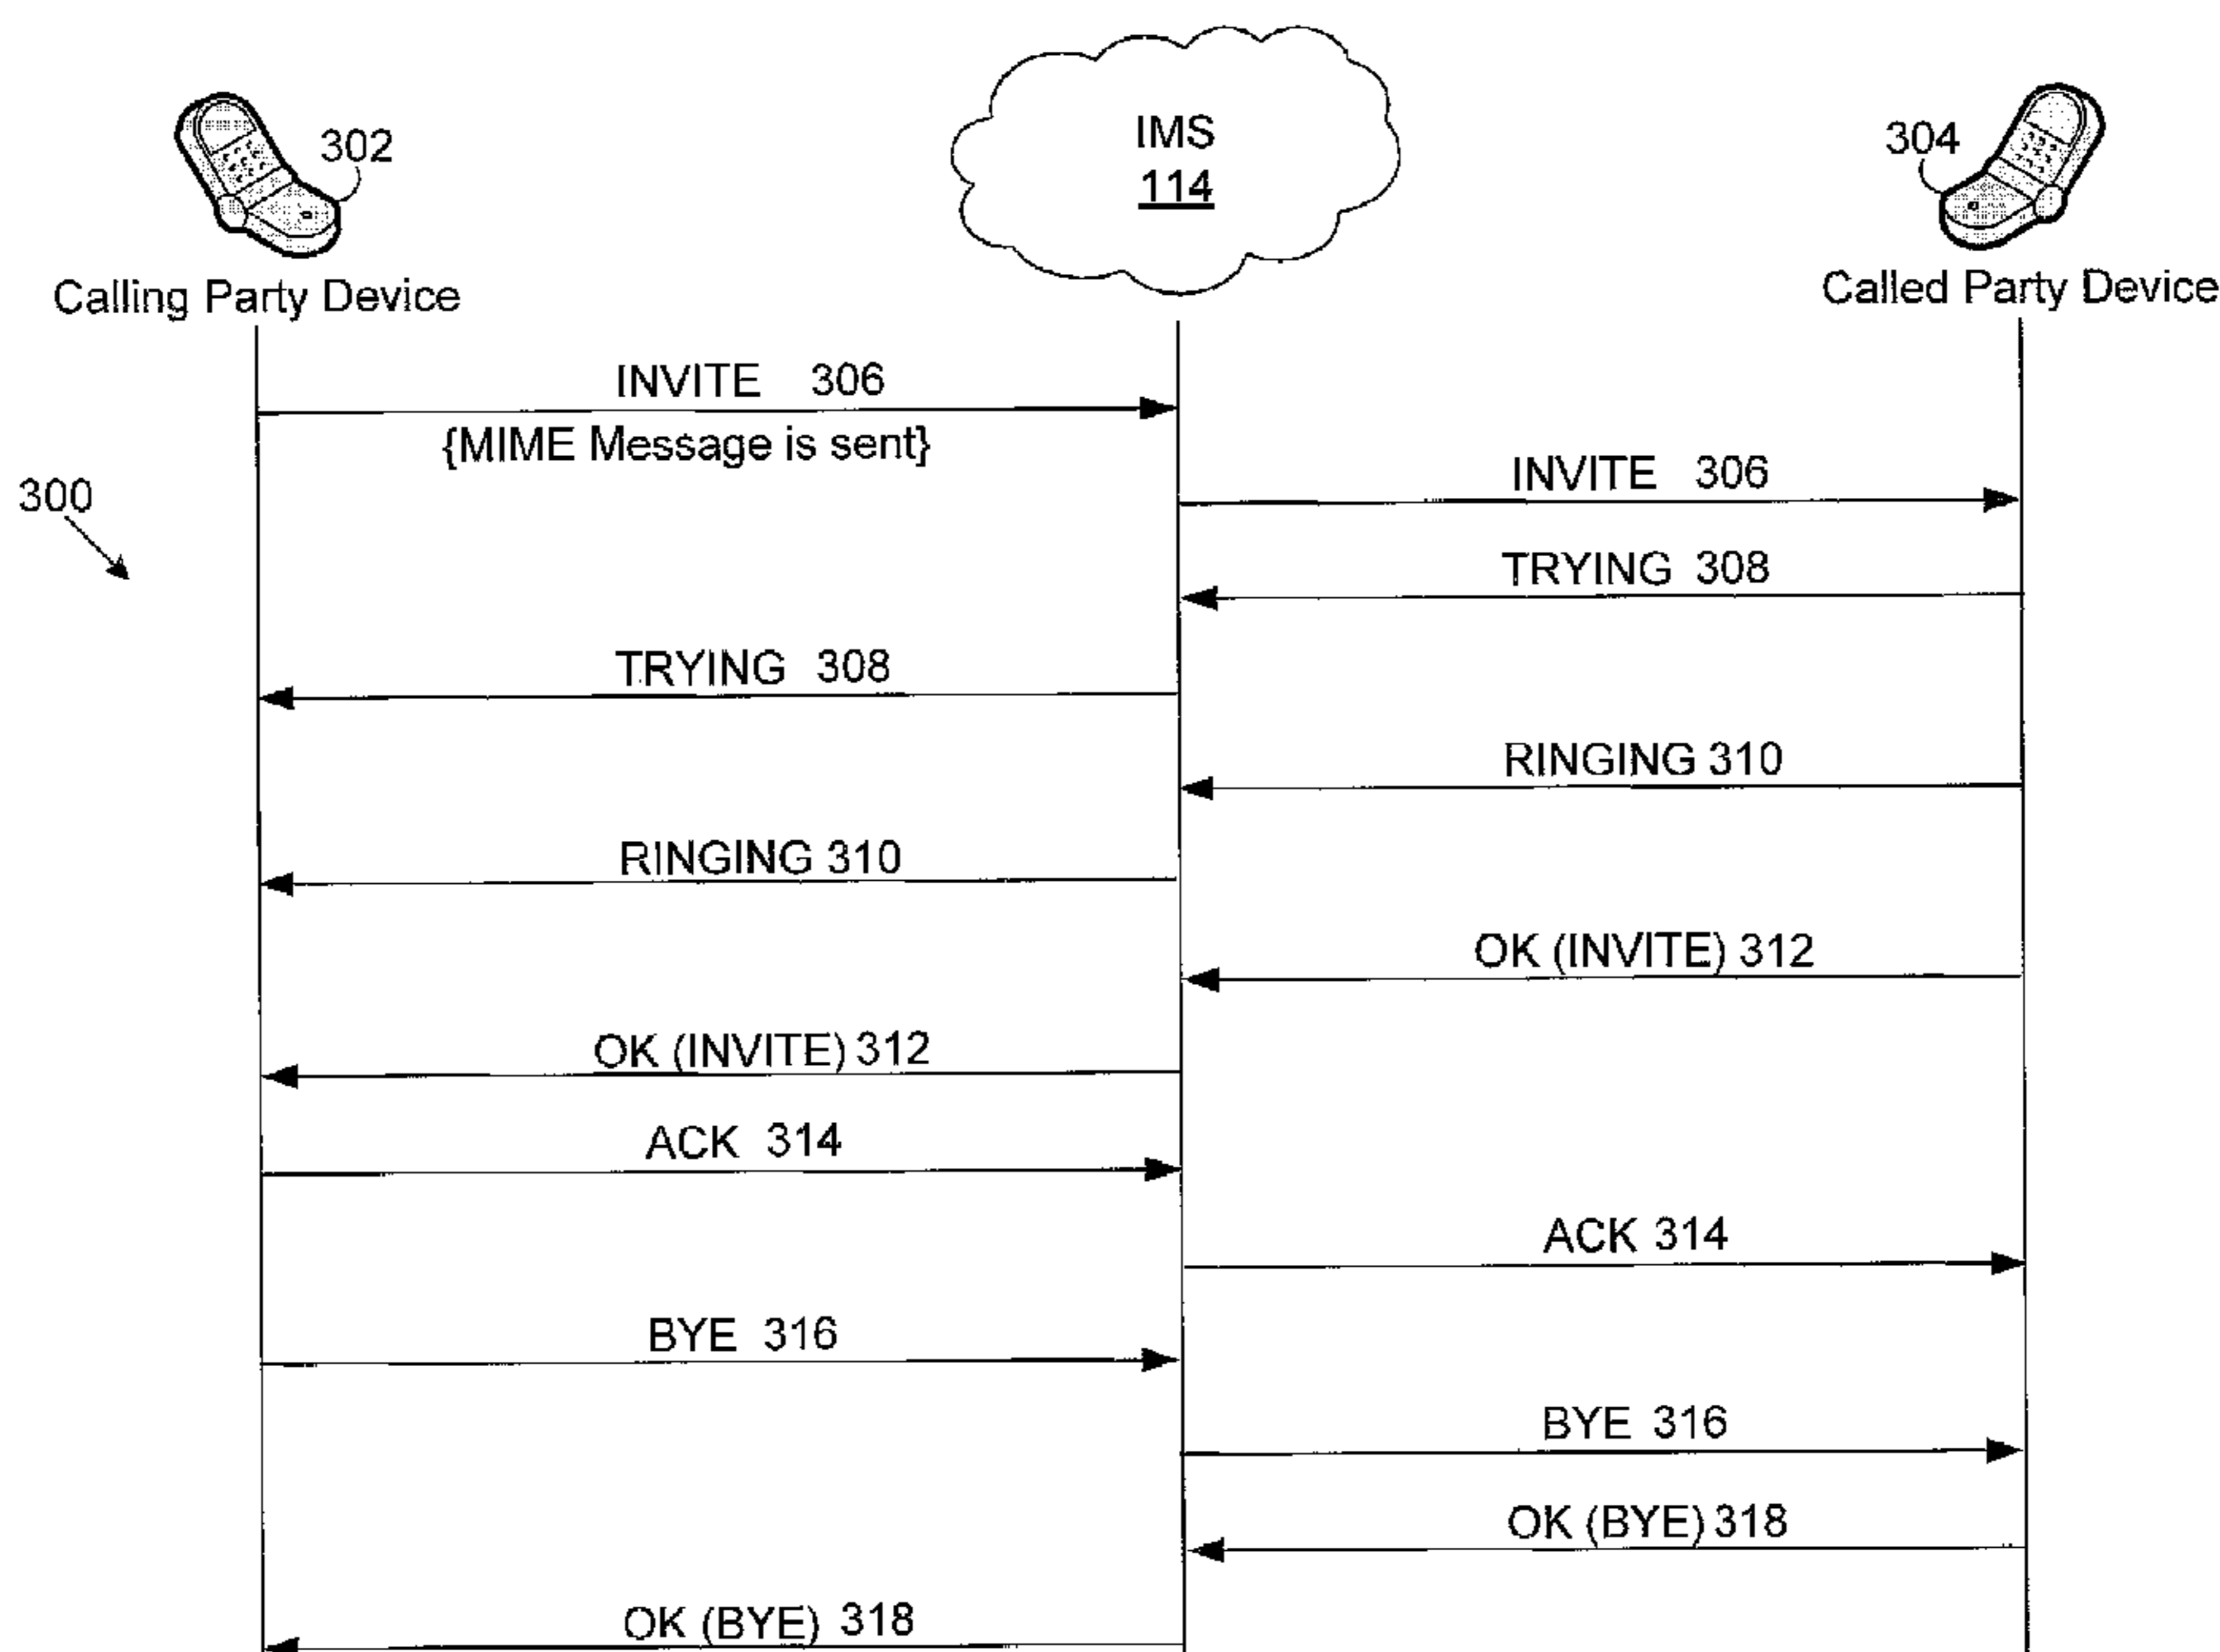 IMS
114
302
304
Calling Party Device
Called Party Device
INVITE 306
{MIME Message is sent}
INVITE 306
300
TRYING 308
TRYING 308
RINGING 310
RINGING 310
OK (INVITE) 312
OK (INVITE) 312
ACK 314
ACK 314
BYE 316
BYE 316
OK (BYE) 318
OK (BYE) 318